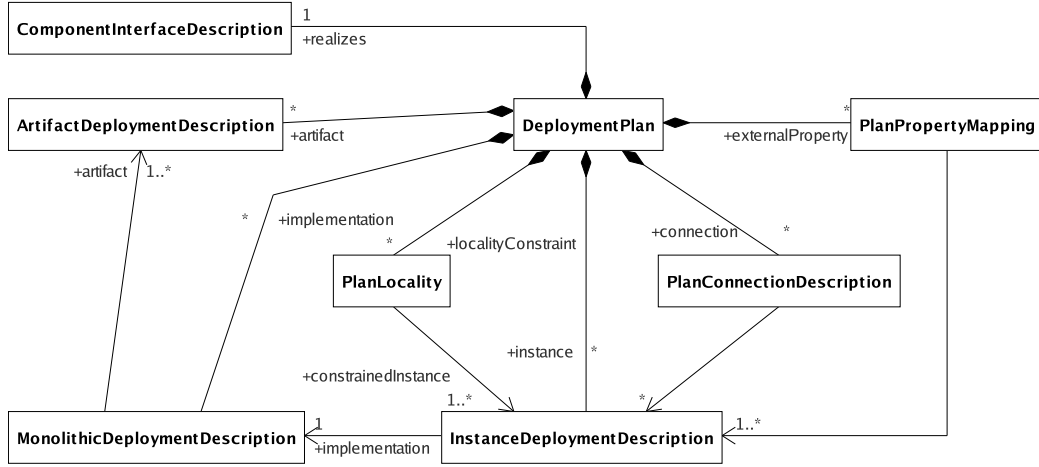 1
ComponentInterfaceDescription
+realizes
*
*
ArtifactDeploymentDescription
DeploymentPlan
PlanPropertyMapping
+artifact
+externalProperty
+artifact
1..*
*
+implementation
+connection
*
*
+localityConstraint
PlanLocality
PlanConnectionDescription
+instance
*
+constrainedInstance
1..*
*
1
1..*
MonolithicDeploymentDescription
InstanceDeploymentDescription
+implementation